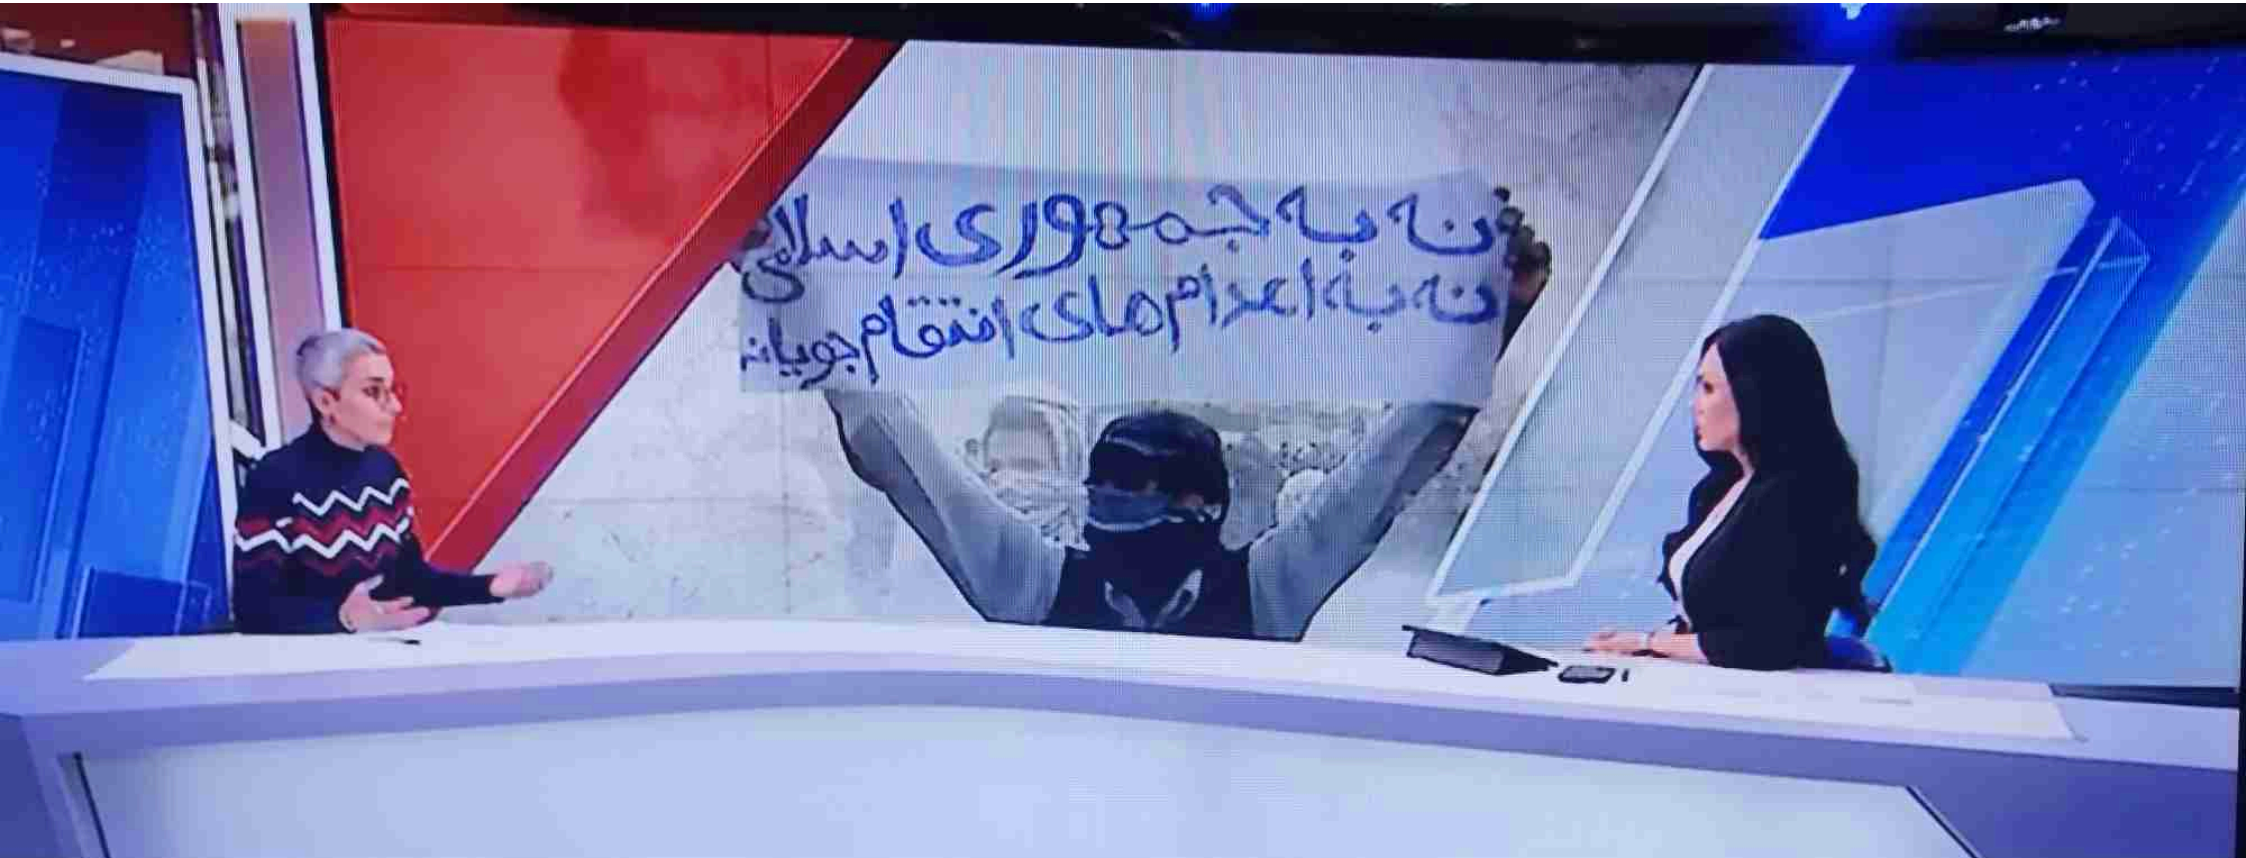 نه به جمهوری اسلامی
نه به اعدام‌های انتقام‌جویانه